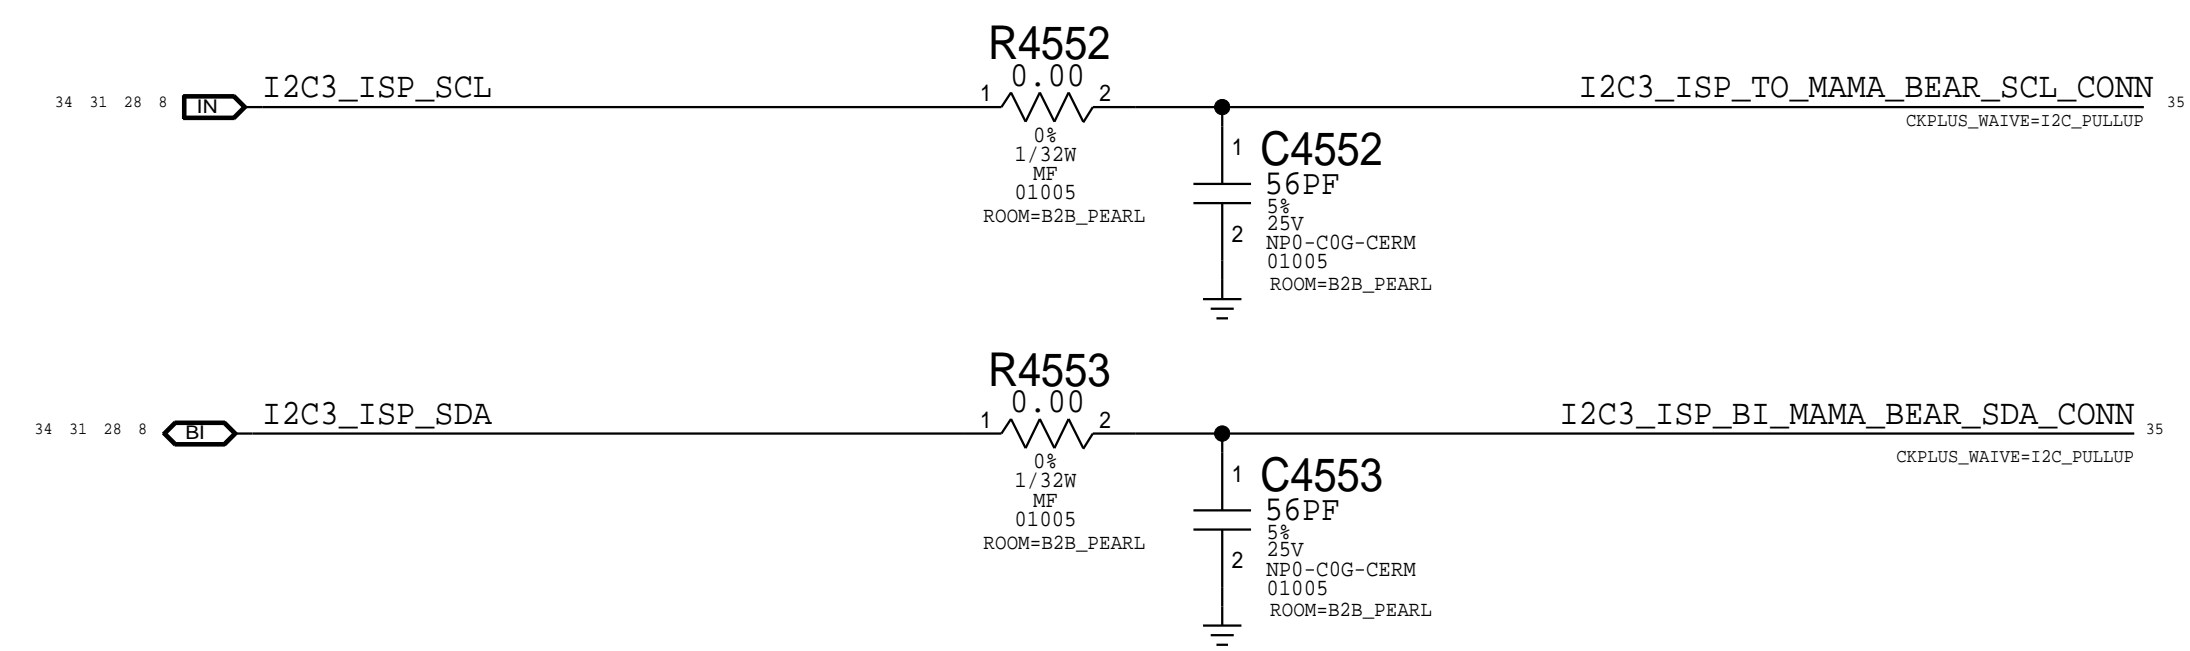 R4552
0.00
34 31 28 8 IN I2C3_ISP_SCL 1 2 I2C3_ISP_TO_MAMA_BEAR_SCL_CONN 35
CKPLUS_WAIVE=I2C_PULLUP
0%
1/32W
MF
01005
ROOM=B2B_PEARL
1 C4552
56PF
5%
25V
2 NP0-C0G-CERM
01005
ROOM=B2B_PEARL
R4553
0.00
34 31 28 8 BI I2C3_ISP_SDA 1 2 I2C3_ISP_BI_MAMA_BEAR_SDA_CONN 35
CKPLUS_WAIVE=I2C_PULLUP
0%
1/32W
MF
01005
ROOM=B2B_PEARL
1 C4553
56PF
5%
25V
2 NP0-C0G-CERM
01005
ROOM=B2B_PEARL